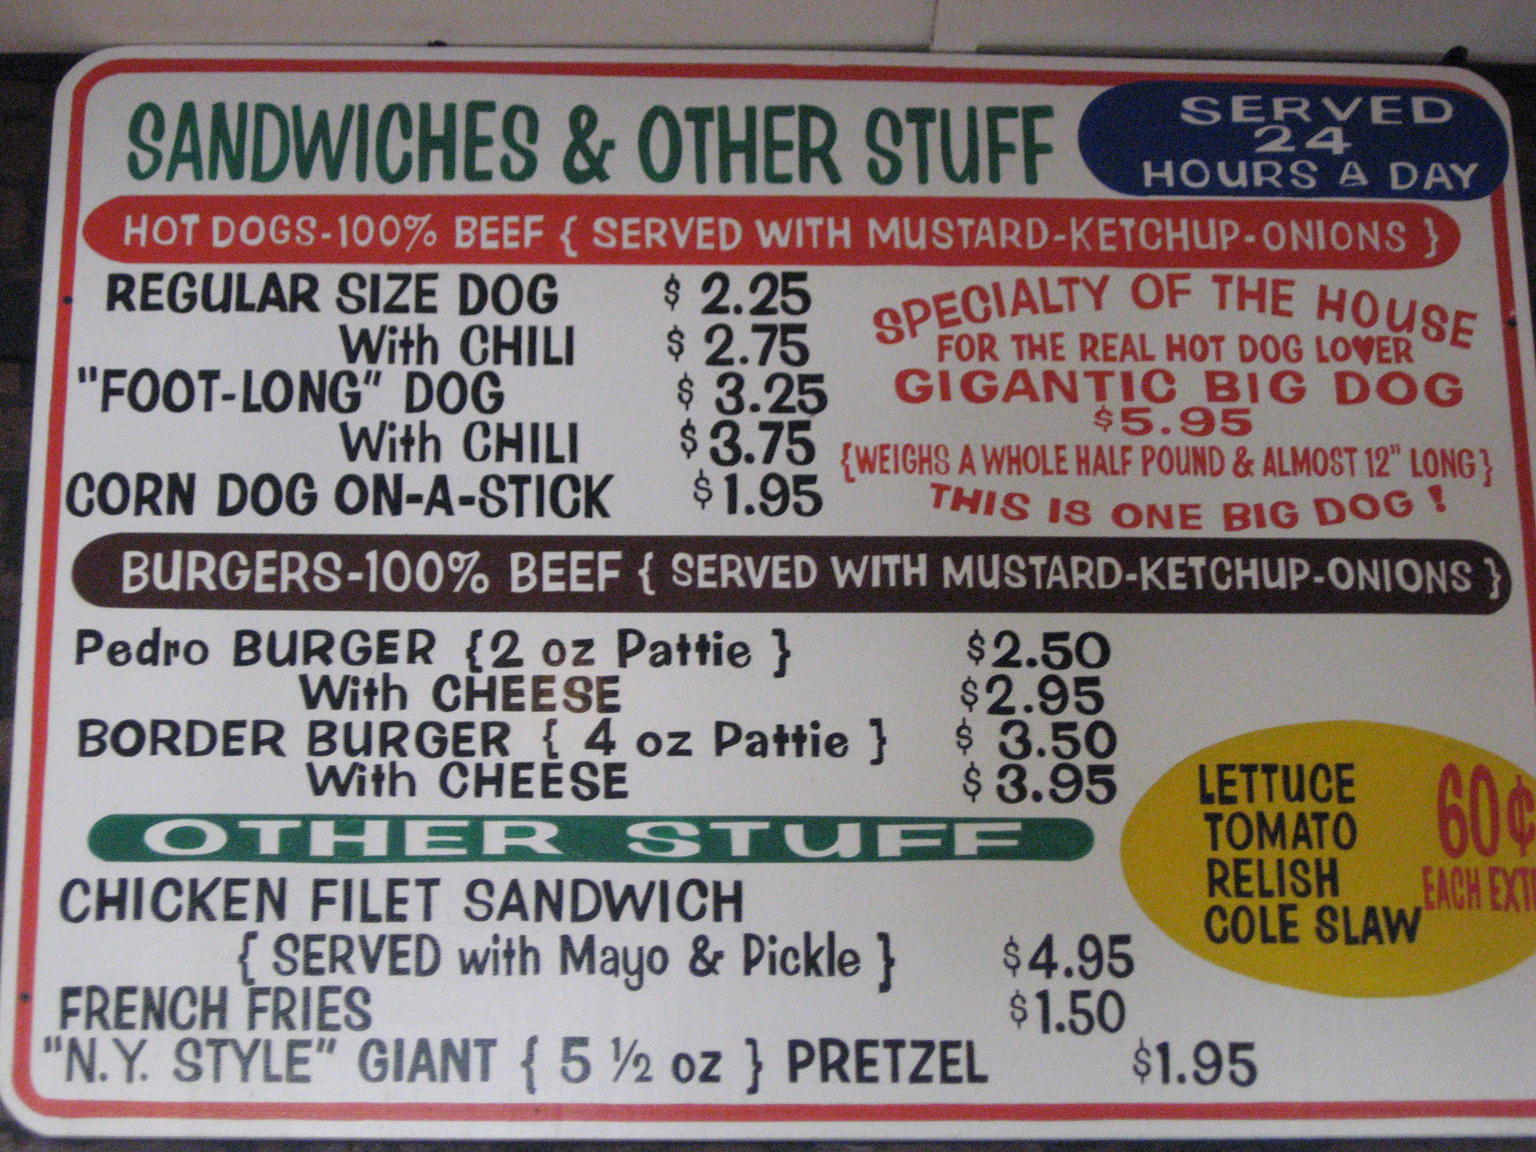 SANDWICHES & OTHER STUFF
SERVED
24
HOURS A DAY
HOT DOGS-100% BEEF { SERVED WITH MUSTARD-KETCHUP-ONIONS }
REGULAR SIZE DOG $ 2.25
With CHILI $ 2.75
"FOOT-LONG" DOG $ 3.25
With CHILI $ 3.75
CORN DOG ON-A-STICK $1.95
SPECIALTY OF THE HOUSE
FOR THE REAL HOT DOG LO♥ER
GIGANTIC BIG DOG
$5.95
{WEIGHS A WHOLE HALF POUND & ALMOST 12" LONG}
THIS IS ONE BIG DOG !
BURGERS-100% BEEF { SERVED WITH MUSTARD-KETCHUP-ONIONS }
Pedro BURGER {2 oz Pattie } $2.50
With CHEESE $2.95
BORDER BURGER { 4 oz Pattie } $ 3.50
With CHEESE $ 3.95
LETTUCE
TOMATO
RELISH
COLE SLAW
60¢
EACH
OTHER STUFF
CHICKEN FILET SANDWICH
{ SERVED with Mayo & Pickle } $4.95
FRENCH FRIES $1.50
"N.Y. STYLE" GIANT { 5 ½ oz } PRETZEL $1.95